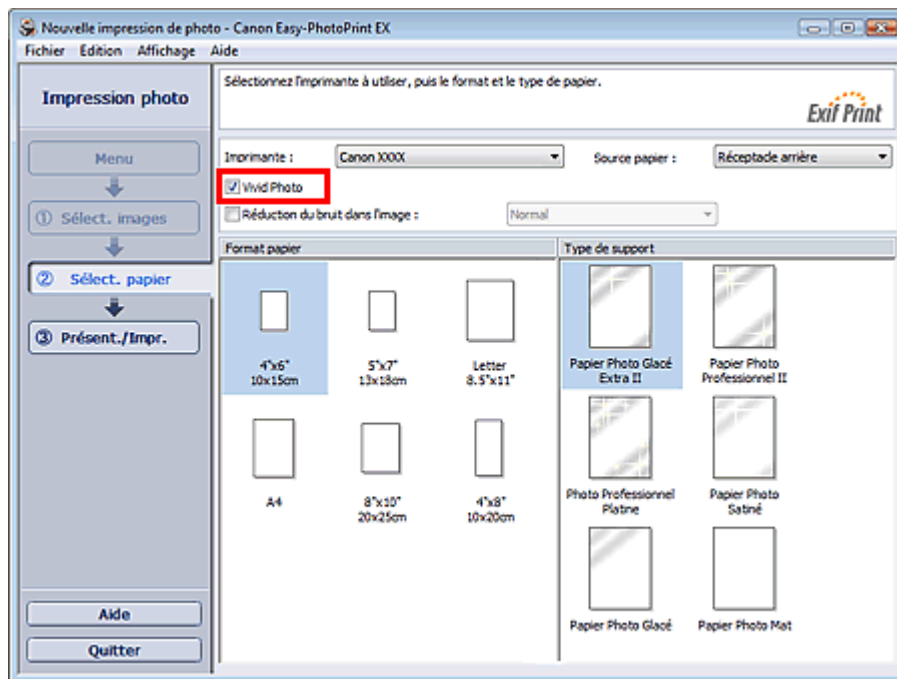 Nouvelle impression de photo - Canon Easy-PhotoPrint EX
Fichier Edition Affichage Aide
Impression photo
Sélectionnez l'imprimante à utiliser, puis le format et le type de papier.
Exif Print
Menu
① Sélect. images
② Sélect. papier
③ Présent./Impr.
Imprimante : Canon XXXX Source papier : Réceptacle arrière
Vivid Photo
Réduction du bruit dans l'image : Normal
Format papier
Type de support
4"x6"
10x15cm
5"x7"
13x18cm
Letter
8.5"x11"
A4
8"x10"
20x25cm
4"x8"
10x20cm
Papier Photo Glacé
Extra II
Papier Photo
Professionnel II
Photo Professionnel
Platine
Papier Photo
Satiné
Papier Photo Glacé
Papier Photo Mat
Aide
Quitter